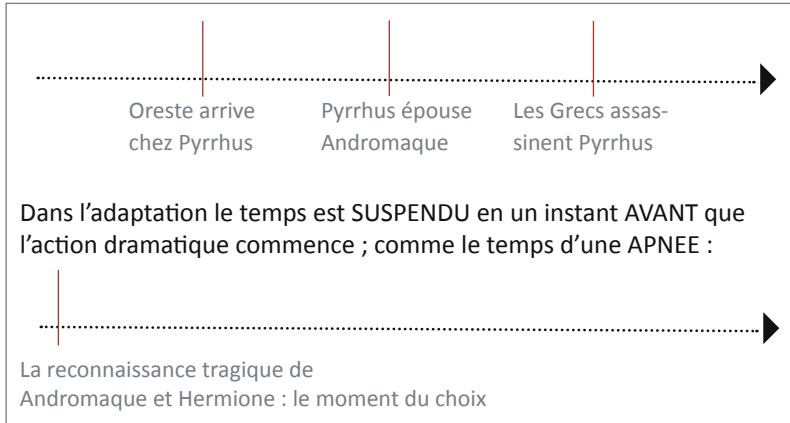 Oreste arrive
chez Pyrrhus
Pyrrhus épouse
Andromaque
Les Grecs assas-
sinent Pyrrhus
Dans l'adaptation le temps est SUSPENDU en un instant AVANT que
l'action dramatique commence ; comme le temps d'une APNEE :
La reconnaissance tragique de
Andromaque et Hermione : le moment du choix